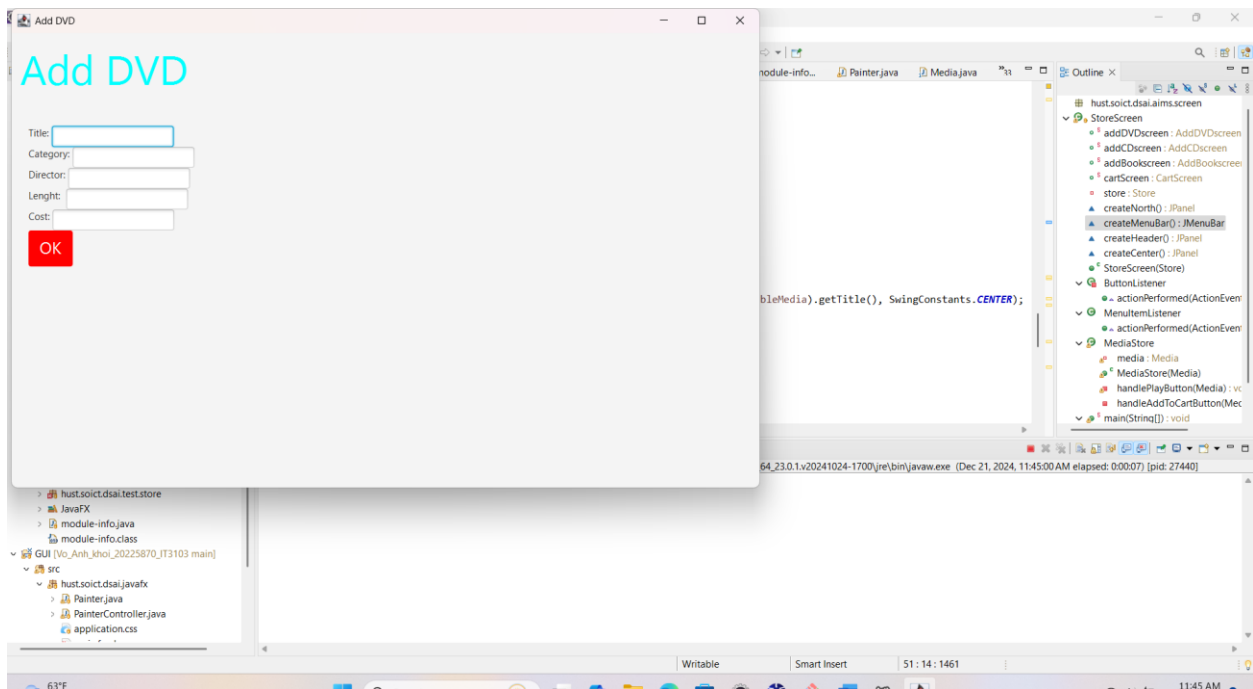 Add DVD
Add DVD
Title:
Category:
Director:
Lenght:
Cost:
OK
module-info...
Painter.java
Media.java
33
Outline
hust.soict.dsai.aims.screen
StoreScreen
addDVDscreen : AddDVDscreen
addCDscreen : AddCDscreen
addBookscreen : AddBookscree
cartScreen : CartScreen
store : Store
createNorth() : JPanel
createMenuBar() : JMenuBar
createHeader() : JPanel
createCenter() : JPanel
StoreScreen(Store)
ButtonListener
actionPerformed(ActionEven
MenuItemListener
actionPerformed(ActionEven
MediaStore
media : Media
MediaStore(Media)
handlePlayButton(Media) : vo
handleAddToCartButton(Med
main(String[]) : void
bleMedia).getTitle(), SwingConstants.CENTER);
64_23.0.1.v20241024-1700\jre\bin\javaw.exe (Dec 21, 2024, 11:45:00 AM elapsed: 0:00:07) [pid: 27440]
hust.soict.dsai.test.store
JavaFX
module-info.java
module-info.class
GUI [Vo_Anh_khoi_20225870_IT3103 main]
src
hust.soict.dsai.javafx
Painter.java
PainterController.java
application.css
Writable
Smart Insert
51 : 14 : 1461
63°F
11:45 AM